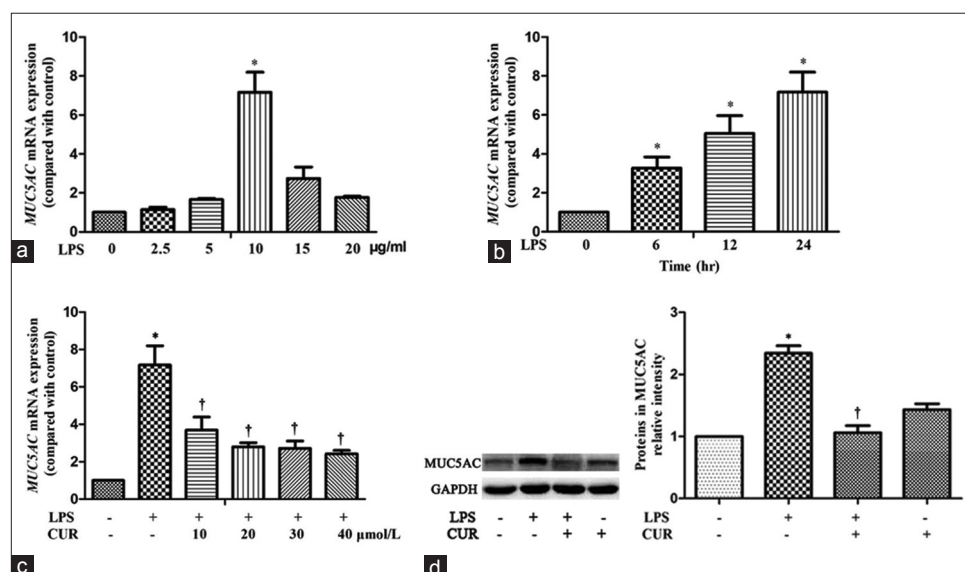 10
8
6
4
2
0
MUC5AC mRNA expression
(compared with control)
*
LPS 0 2.5 5 10 15 20 µg/ml
a
10
8
6
4
2
0
MUC5AC mRNA expression
(compared with control)
* * *
0 6 12 24
Time (hr)
b
10
8
6
4
2
0
MUC5AC mRNA expression
(compared with control)
* † † † †
LPS - + + + + +
CUR - - 10 20 30 40 µmol/L
c
MUC5AC
GAPDH
LPS - + + -
CUR - - + +
3
2
1
0
Proteins in MUC5AC
relative intensity
* †
LPS - + + -
CUR - - + +
d